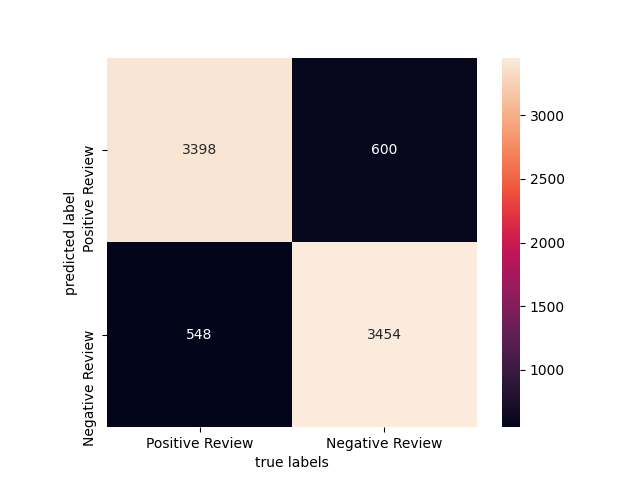 predicted label
Positive Review
Negative Review
3398 600
548 3454
Positive Review Negative Review
true labels
3000
2500
2000
1500
1000